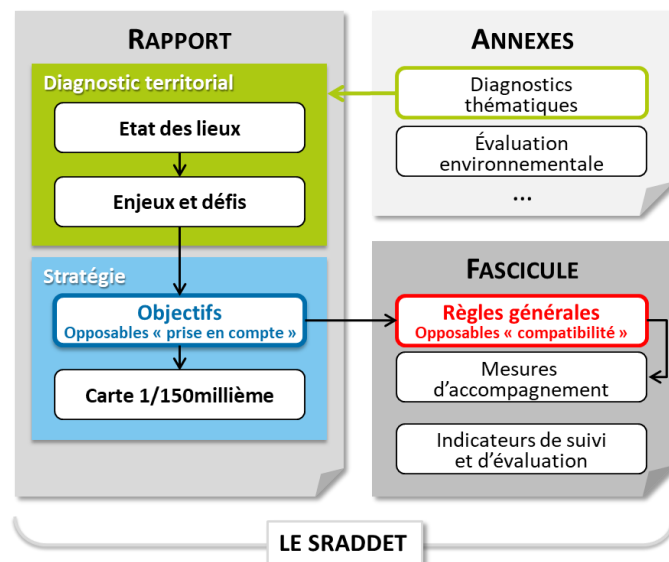 RAPPORT
Diagnostic territorial
Etat des lieux
Enjeux et défis
Stratégie
Objectifs
Opposables « prise en compte »
Carte 1/150millième
ANNEXES
Diagnostics
thématiques
Évaluation
environnementale
...
FASCICULE
Règles générales
Opposables « compatibilité »
Mesures
d’accompagnement
Indicateurs de suivi
et d’évaluation
LE SRADDET